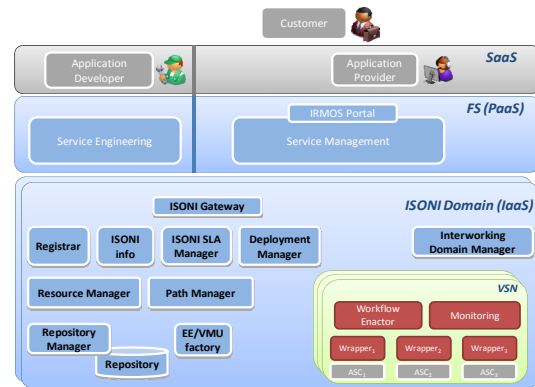 Customer
SaaS
Application
Developer
Application
Provider
FS (PaaS)
IRMOS Portal
Service Engineering
Service Management
ISONI Domain (IaaS)
ISONI Gateway
Registrar
ISONI
info
ISONI SLA
Manager
Deployment
Manager
Interworking
Domain Manager
Resource Manager
Path Manager
VSN
Workflow
Enactor
Monitoring
Repository
Manager
EE/VMU
factory
Repository
Wrapper₁
Wrapper₂
Wrapper₃
ASC₁
ASC₂
ASC₃